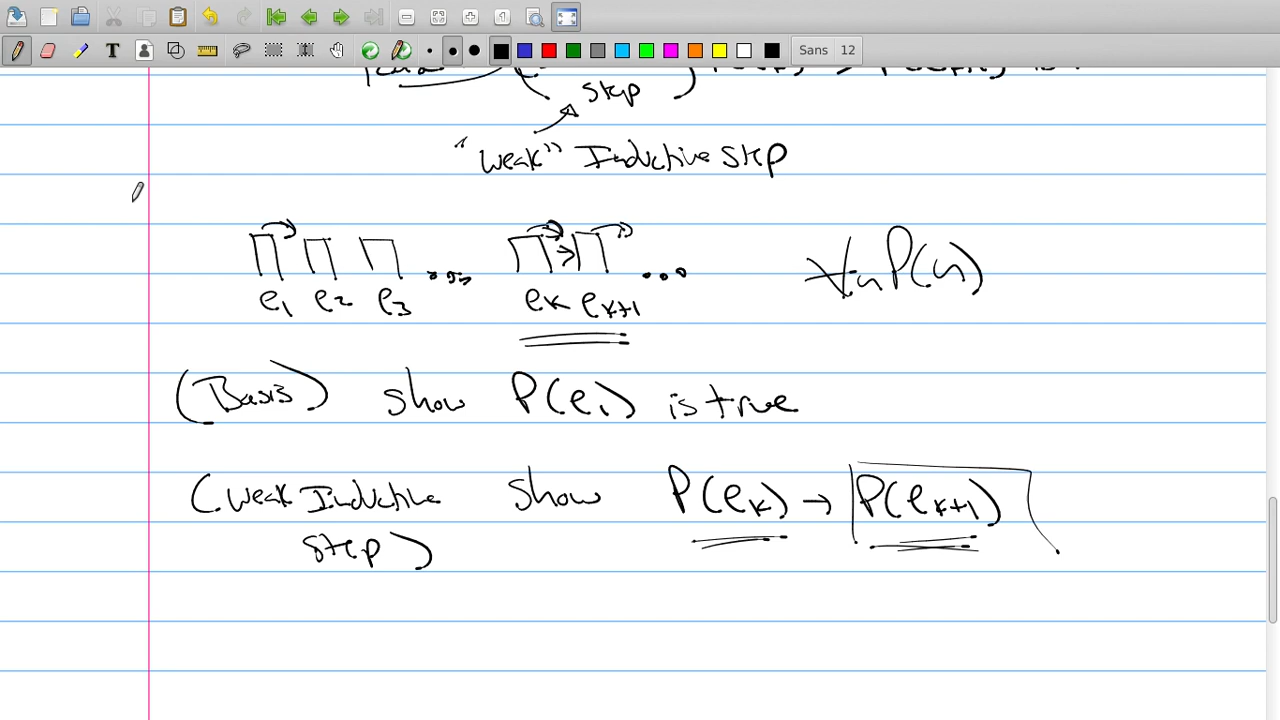 Sans 12
step
"weak" Inductive step
e1 e2 e3 ... ek ek+1 ...
∀n P(n)
(Basis) show P(e1) is true
(weak Inductive show P(ek) → P(ek+1)
step)